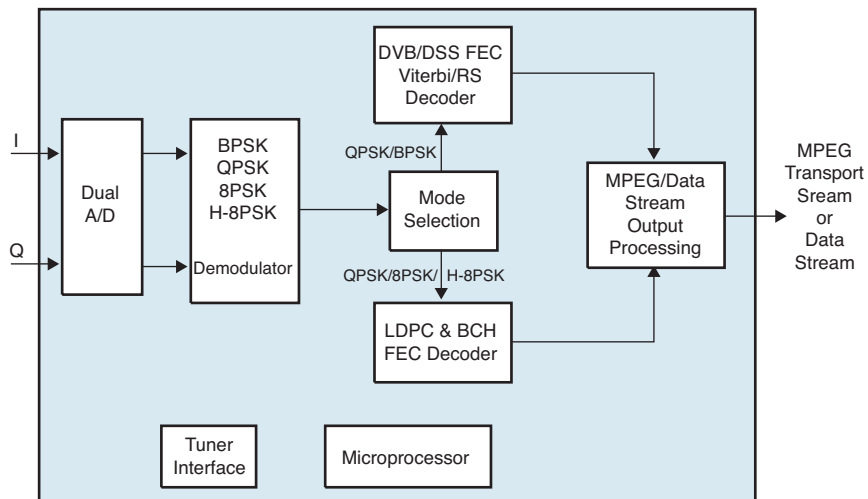 I
Q
Dual
A/D
BPSK
QPSK
8PSK
H-8PSK
Demodulator
DVB/DSS FEC
Viterbi/RS
Decoder
QPSK/BPSK
Mode
Selection
QPSK/8PSK/ H-8PSK
LDPC & BCH
FEC Decoder
MPEG/Data
Stream
Output
Processing
MPEG
Transport
Sream
or
Data
Stream
Tuner
Interface
Microprocessor